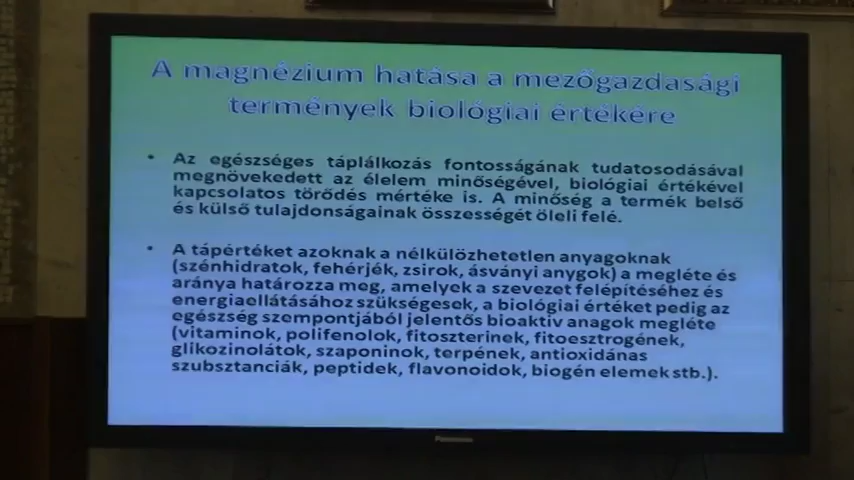 A magnézium hatása a mezőgazdasági
termények biológiai értékére
• Az egészséges táplálkozás fontosságának tudatosodásával
megnövekedett az élelem minőségével, biológiai értékével
kapcsolatos törődés mértéke is. A minőség a termék belső
és külső tulajdonságainak összességét öleli felé.
• A tápértéket azoknak a nélkülözhetetlen anyagoknak
(szénhidratok, fehérjék, zsirok, ásványi anygok) a megléte és
aránya határozza meg, amelyek a szevezet felépítéséhez és
energiaellátásához szükségesek, a biológiai értéket pedig az
egészség szempontjából jelentős bioaktiv anagok megléte
(vitaminok, polifenolok, fitoszterinek, fitoesztrogének,
glikozinolátok, szaponinok, terpének, antioxidánas
szubsztanciák, peptidek, flavonoidok, biogén elemek stb.).
Panasonic